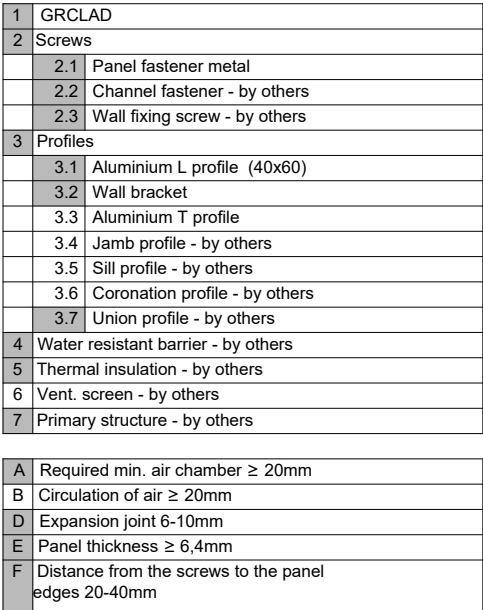 1 GRCLAD
2 Screws
2.1 Panel fastener metal
2.2 Channel fastener - by others
2.3 Wall fixing screw - by others
3 Profiles
3.1 Aluminium L profile (40x60)
3.2 Wall bracket
3.3 Aluminium T profile
3.4 Jamb profile - by others
3.5 Sill profile - by others
3.6 Coronation profile - by others
3.7 Union profile - by others
4 Water resistant barrier - by others
5 Thermal insulation - by others
6 Vent. screen - by others
7 Primary structure - by others
A Required min. air chamber ≥ 20mm
B Circulation of air ≥ 20mm
D Expansion joint 6-10mm
E Panel thickness ≥ 6,4mm
F Distance from the screws to the panel
edges 20-40mm